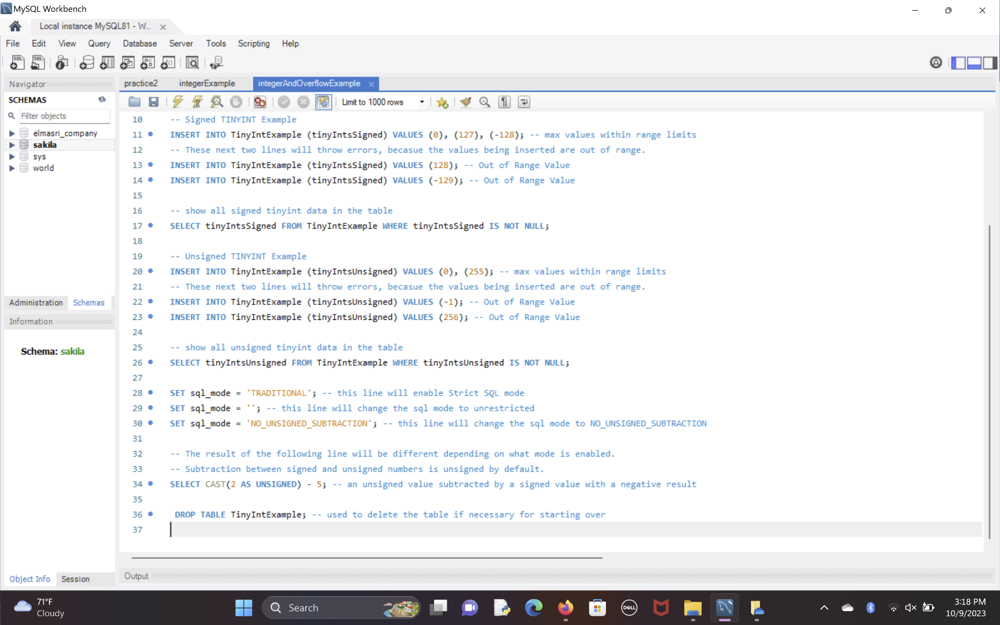 MySQL Workbench
Local instance MySQL81 - W...
File Edit View Query Database Server Tools Scripting Help
Navigator
SCHEMAS
Filter objects
elmasri_company
sakila
sys
world
Administration Schemas
Information
Schema: sakila
Object Info Session
practice2 integerExample integerAndOverflowExample
Limit to 1000 rows
10 -- Signed TINYINT Example
11 INSERT INTO TinyIntExample (tinyIntsSigned) VALUES (0), (127), (-128); -- max values within range limits
12 -- These next two lines will throw errors, becasue the values being inserted are out of range.
13 INSERT INTO TinyIntExample (tinyIntsSigned) VALUES (128); -- Out of Range Value
14 INSERT INTO TinyIntExample (tinyIntsSigned) VALUES (-129); -- Out of Range Value
15
16 -- show all signed tinyint data in the table
17 SELECT tinyIntsSigned FROM TinyIntExample WHERE tinyIntsSigned IS NOT NULL;
18
19 -- Unsigned TINYINT Example
20 INSERT INTO TinyIntExample (tinyIntsUnsigned) VALUES (0), (255); -- max values within range limits
21 -- These next two lines will throw errors, becasue the values being inserted are out of range.
22 INSERT INTO TinyIntExample (tinyIntsUnsigned) VALUES (-1); -- Out of Range Value
23 INSERT INTO TinyIntExample (tinyIntsUnsigned) VALUES (256); -- Out of Range Value
24
25 -- show all unsigned tinyint data in the table
26 SELECT tinyIntsUnsigned FROM TinyIntExample WHERE tinyIntsUnsigned IS NOT NULL;
27
28 SET sql_mode = 'TRADITIONAL'; -- this line will enable Strict SQL mode
29 SET sql_mode = ''; -- this line will change the sql mode to unrestricted
30 SET sql_mode = 'NO_UNSIGNED_SUBTRACTION'; -- this line will change the sql mode to NO_UNSIGNED_SUBTRACTION
31
32 -- The result of the following line will be different depending on what mode is enabled.
33 -- Subtraction between signed and unsigned numbers is unsigned by default.
34 SELECT CAST(2 AS UNSIGNED) - 5; -- an unsigned value subtracted by a signed value with a negative result
35
36 DROP TABLE TinyIntExample; -- used to delete the table if necessary for starting over
37
Output
71°F
Cloudy
Search
DELL
3:18 PM
10/9/2023